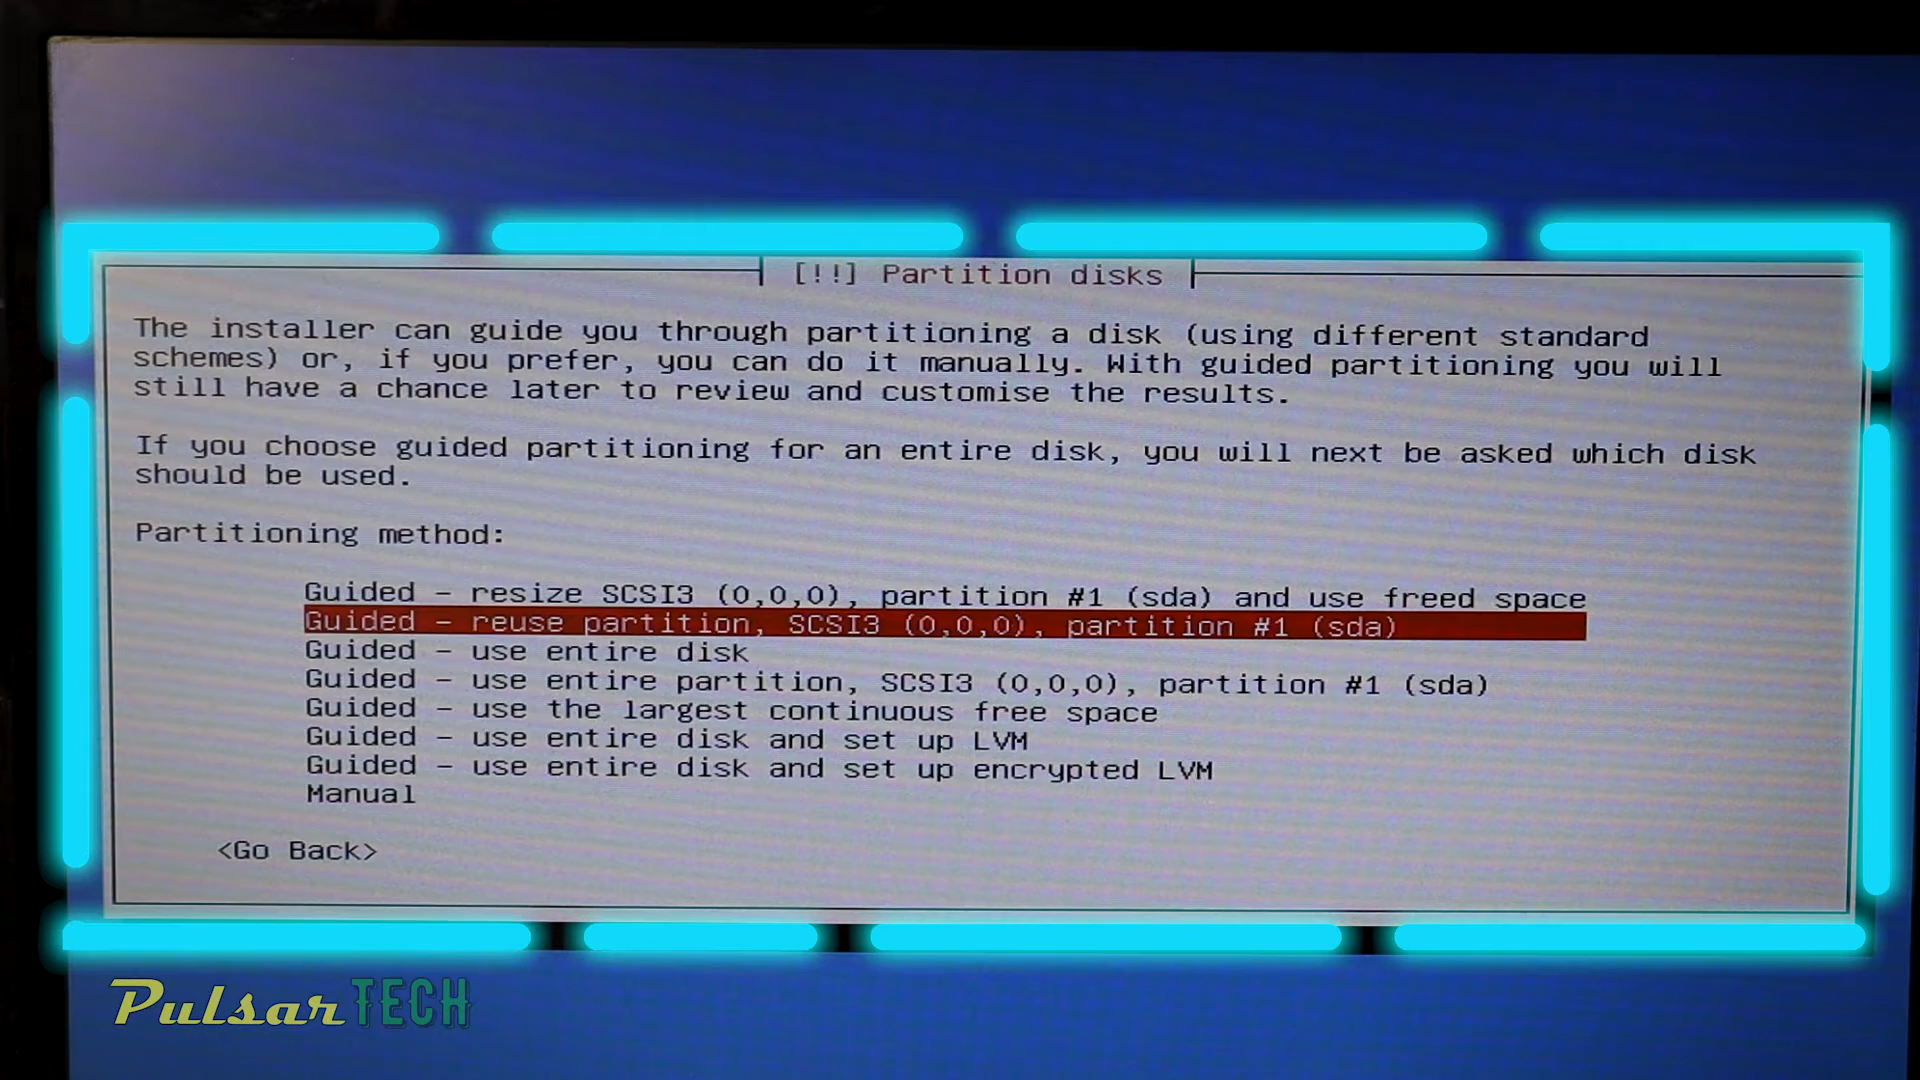 [!!] Partition disks
The installer can guide you through partitioning a disk (using different standard
schemes) or, if you prefer, you can do it manually. With guided partitioning you will
still have a chance later to review and customise the results.
If you choose guided partitioning for an entire disk, you will next be asked which disk
should be used.
Partitioning method:
Guided - resize SCSI3 (0,0,0), partition #1 (sda) and use freed space
Guided - reuse partition, SCSI3 (0,0,0), partition #1 (sda)
Guided - use entire disk
Guided - use entire partition, SCSI3 (0,0,0), partition #1 (sda)
Guided - use the largest continuous free space
Guided - use entire disk and set up LVM
Guided - use entire disk and set up encrypted LVM
Manual
<Go Back>
Pulsar TECH